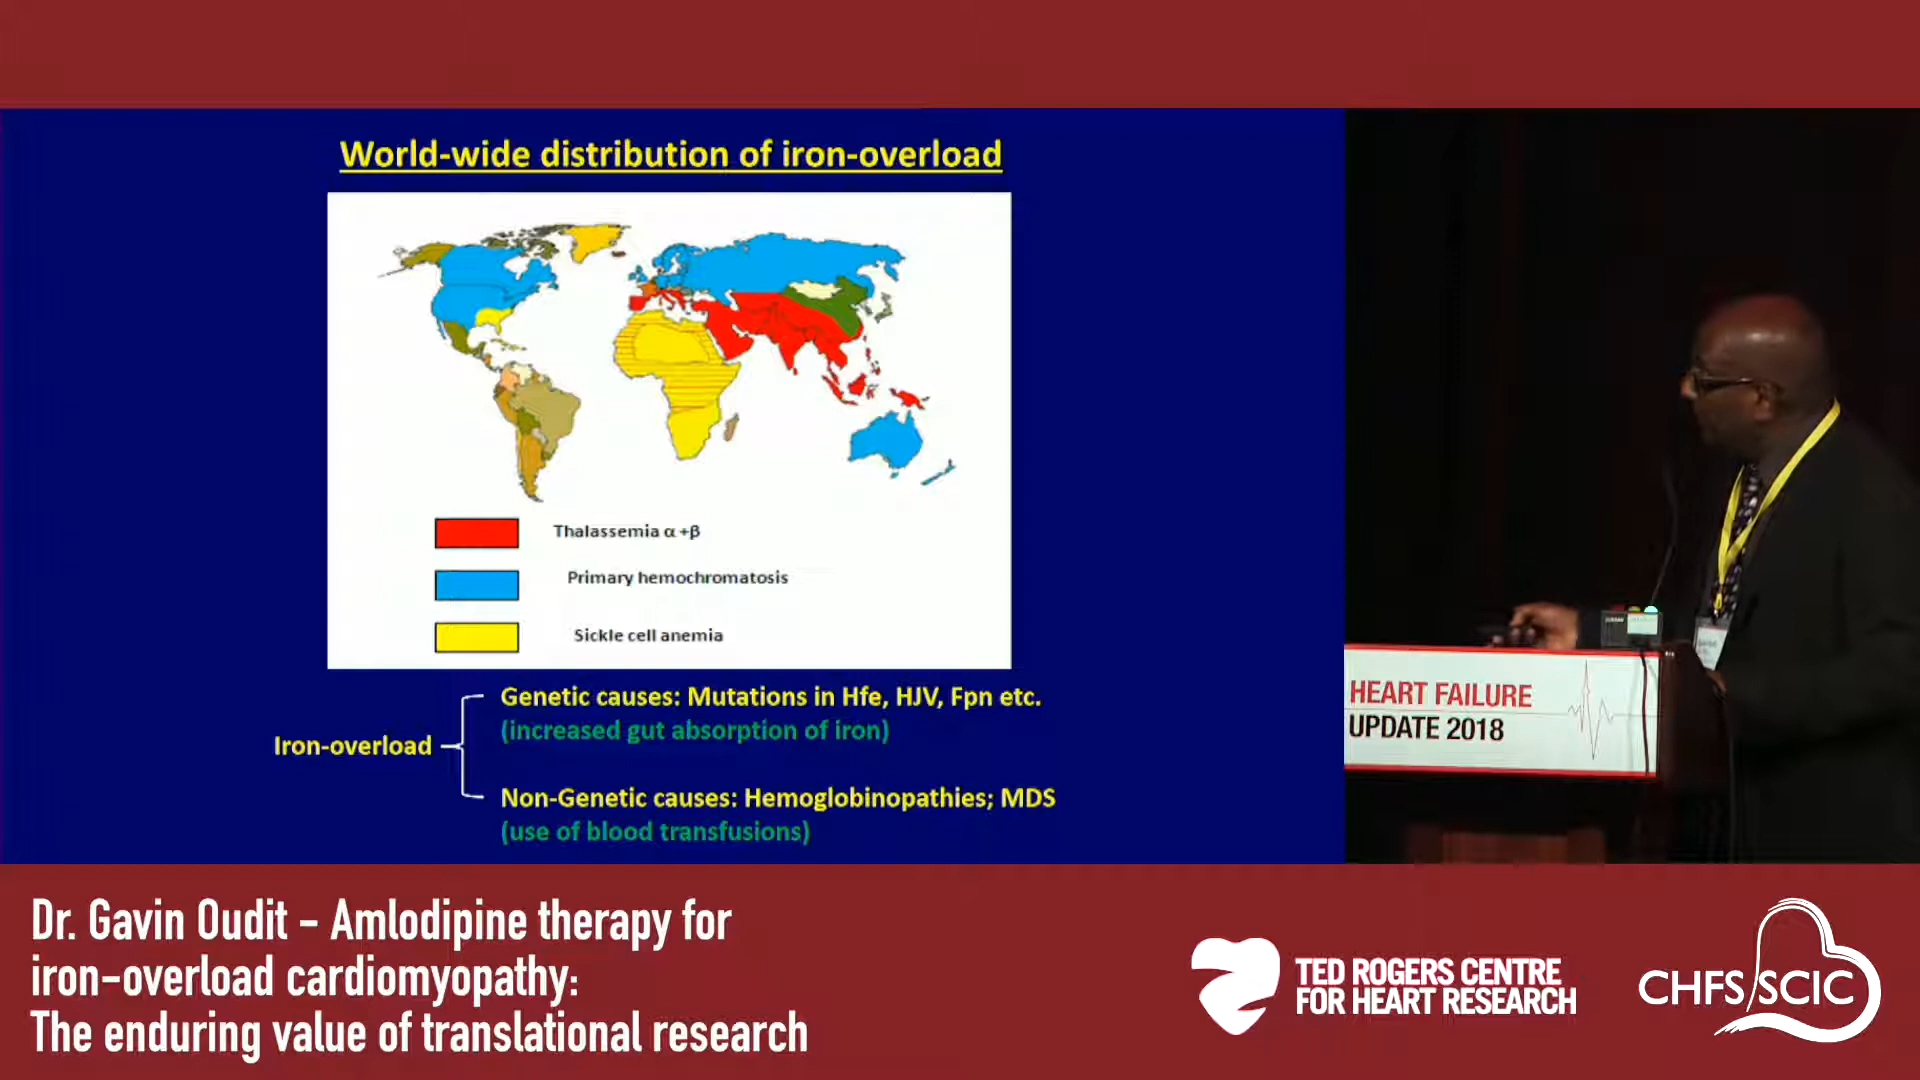 World-wide distribution of iron-overload
Thalassemia α +β
Primary hemochromatosis
Sickle cell anemia
Iron-overload
Genetic causes: Mutations in Hfe, HJV, Fpn etc.
(increased gut absorption of iron)
Non-Genetic causes: Hemoglobinopathies; MDS
(use of blood transfusions)
HEART FAILURE
UPDATE 2018
Dr. Gavin Oudit - Amlodipine therapy for
iron-overload cardiomyopathy:
The enduring value of translational research
TED ROGERS CENTRE
FOR HEART RESEARCH
CHFS/SCIC